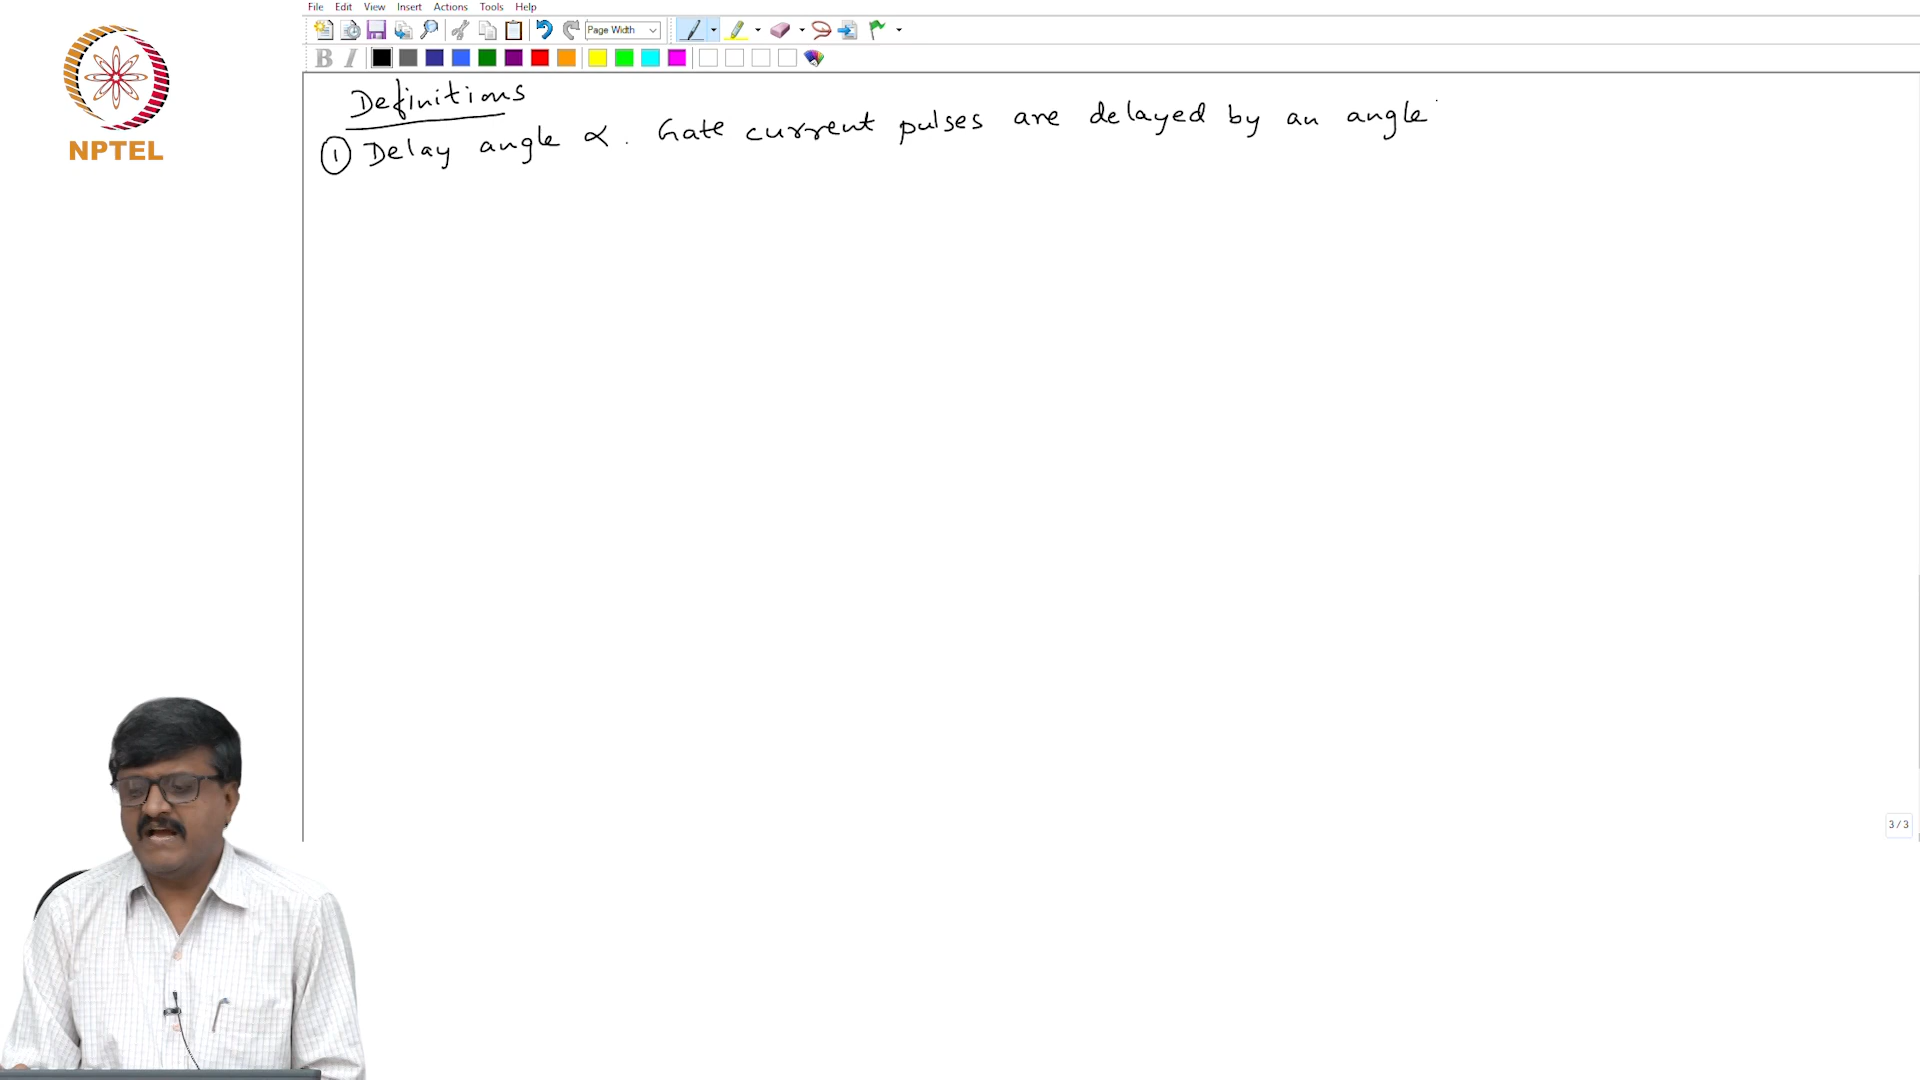 File Edit View Insert Actions Tools Help
Page Width
B I
NPTEL
Definitions
① Delay angle α. Gate current pulses are delayed by an angle
3 / 3